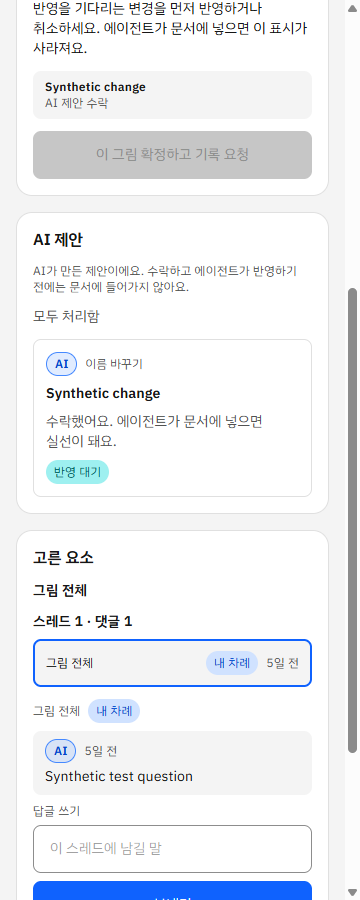 반영을 기다리는 변경을 먼저 반영하거나
취소하세요. 에이전트가 문서에 넣으면 이 표시가
사라져요.
Synthetic change
AI 제안 수락
이 그림 확정하고 기록 요청
AI 제안
AI가 만든 제안이에요. 수락하고 에이전트가 반영하기
전에는 문서에 들어가지 않아요.
모두 처리함
AI 이름 바꾸기
Synthetic change
수락했어요. 에이전트가 문서에 넣으면
실선이 돼요.
반영 대기
고른 요소
그림 전체
스레드 1 · 댓글 1
그림 전체 내 차례 5일 전
그림 전체 내 차례
AI 5일 전
Synthetic test question
답글 쓰기
이 스레드에 남길 말